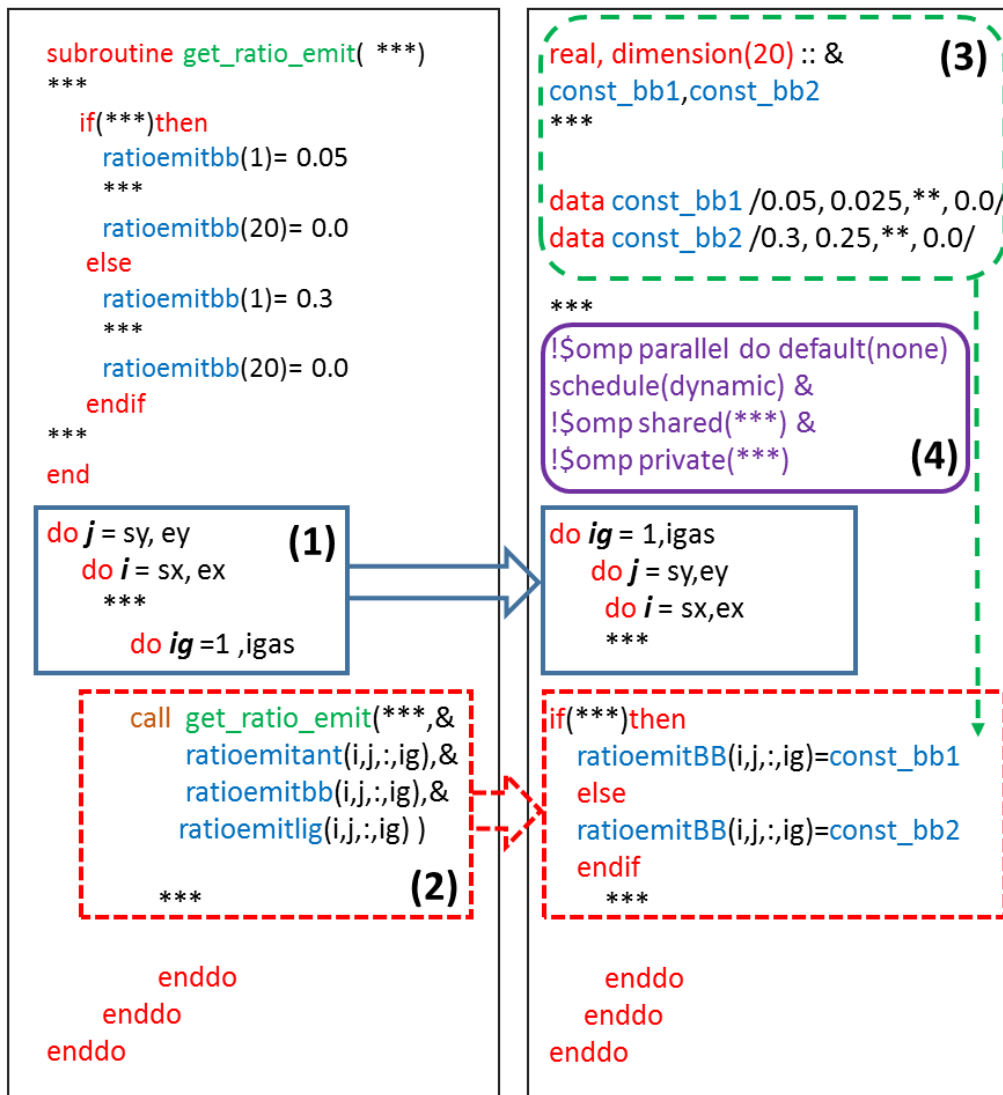 subroutine get_ratio_emit( ***)
***
if(***)then
ratioemitbb(1)= 0.05
***
ratioemitbb(20)= 0.0
else
ratioemitbb(1)= 0.3
***
ratioemitbb(20)= 0.0
endif
***
end
do j = sy, ey
(1)
do i = sx, ex
***
do ig =1 ,igas
call get_ratio_emit(***,&
ratioemitant(i,j,:,ig),&
ratioemitbb(i,j,:,ig),&
ratioemitlig(i,j,:,ig) )
(2)
***
enddo
enddo
enddo
real, dimension(20) :: &
(3)
const_bb1,const_bb2
***
data const_bb1 /0.05, 0.025,**, 0.0/
data const_bb2 /0.3, 0.25,**, 0.0/
***
!$omp parallel do default(none)
schedule(dynamic) &
!$omp shared(***) &
!$omp private(***)
(4)
do ig = 1,igas
do j = sy,ey
do i = sx,ex
***
if(***)then
ratioemitBB(i,j,:,ig)=const_bb1
else
ratioemitBB(i,j,:,ig)=const_bb2
endif
***
enddo
enddo
enddo